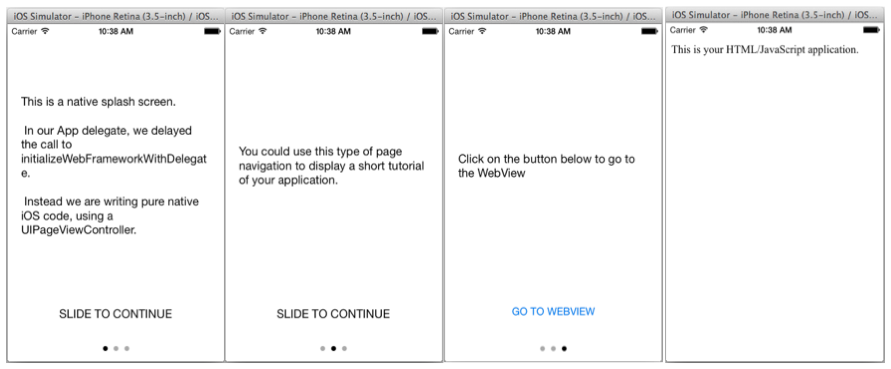 iOS Simulator – iPhone Retina (3.5-inch) / iOS...
Carrier 10:38 AM
This is a native splash screen.
In our App delegate, we delayed
the call to
initializeWebFrameworkWithDelegat
e.
Instead we are writing pure native
iOS code, using a
UIPageViewController.
SLIDE TO CONTINUE
iOS Simulator – iPhone Retina (3.5-inch) / iOS...
Carrier 10:38 AM
You could use this type of page
navigation to display a short tutorial
of your application.
SLIDE TO CONTINUE
iOS Simulator – iPhone Retina (3.5-inch) / iOS...
Carrier 10:38 AM
Click on the button below to go to
the WebView
GO TO WEBVIEW
iOS Simulator – iPhone Retina (3.5-inch) / iOS...
Carrier 10:38 AM
This is your HTML/JavaScript application.